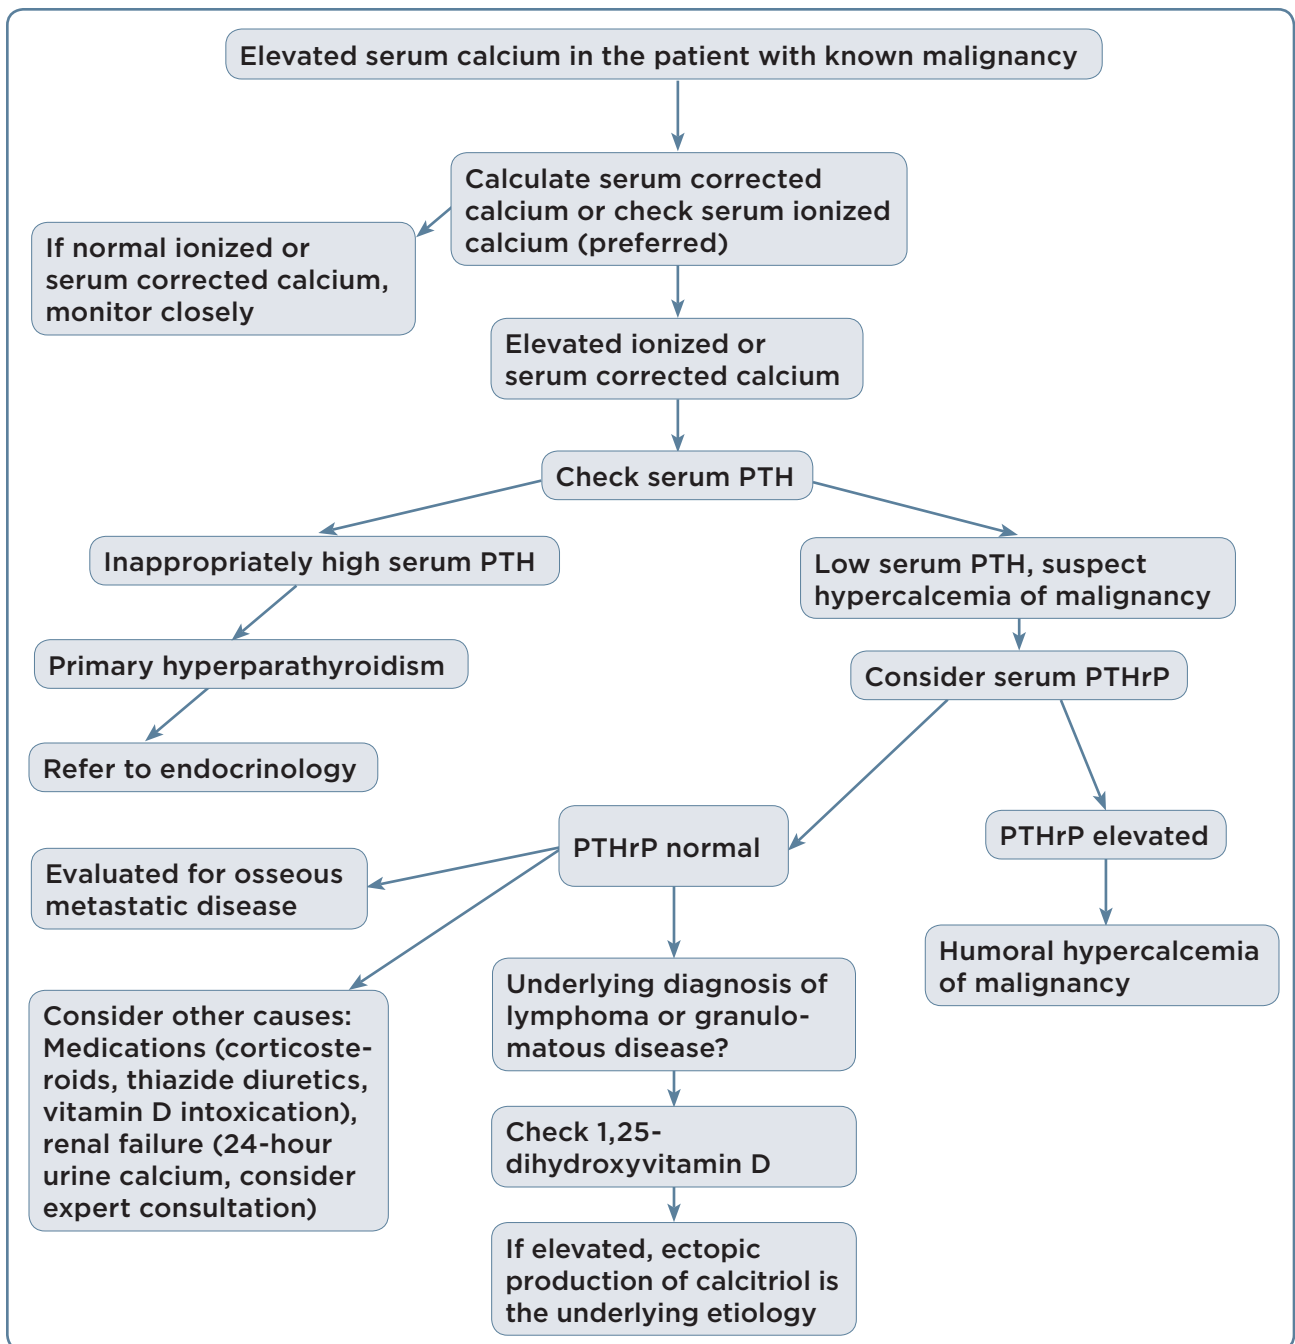 Elevated serum calcium in the patient with known malignancy
Calculate serum corrected
calcium or check serum ionized
calcium (preferred)
If normal ionized or
serum corrected calcium,
monitor closely
Elevated ionized or
serum corrected calcium
Check serum PTH
Inappropriately high serum PTH
Low serum PTH, suspect
hypercalcemia of malignancy
Primary hyperparathyroidism
Consider serum PTHrP
Refer to endocrinology
PTHrP normal
PTHrP elevated
Evaluated for osseous
metastatic disease
Humoral hypercalcemia
of malignancy
Underlying diagnosis of
lymphoma or granulo-
matous disease?
Consider other causes:
Medications (corticoste-
roids, thiazide diuretics,
vitamin D intoxication),
renal failure (24-hour
urine calcium, consider
expert consultation)
Check 1,25-
dihydroxyvitamin D
If elevated, ectopic
production of calcitriol is
the underlying etiology